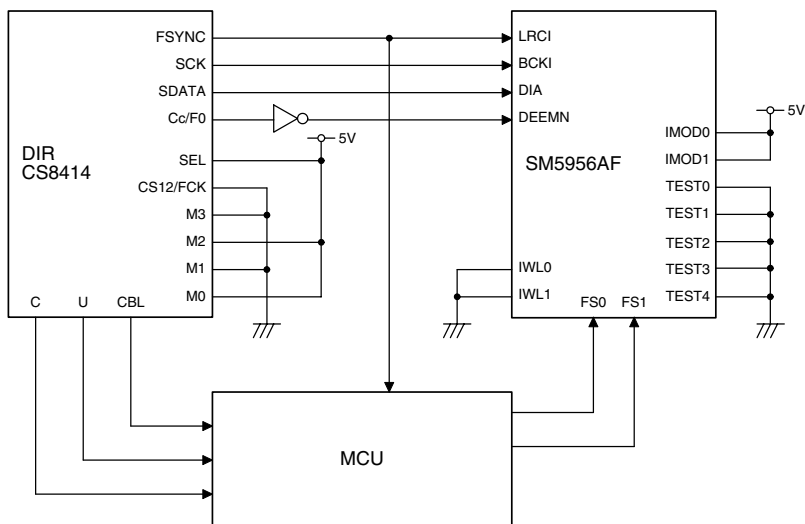 FSYNC
SCK
SDATA
Cc/F0
SEL
CS12/FCK
M3
M2
M1
M0
DIR
CS8414
C U CBL
5V
LRCI
BCKI
DIA
DEEMN
SM5956AF
IWL0
IWL1
FS0 FS1
IMOD0
IMOD1
TEST0
TEST1
TEST2
TEST3
TEST4
5V
MCU